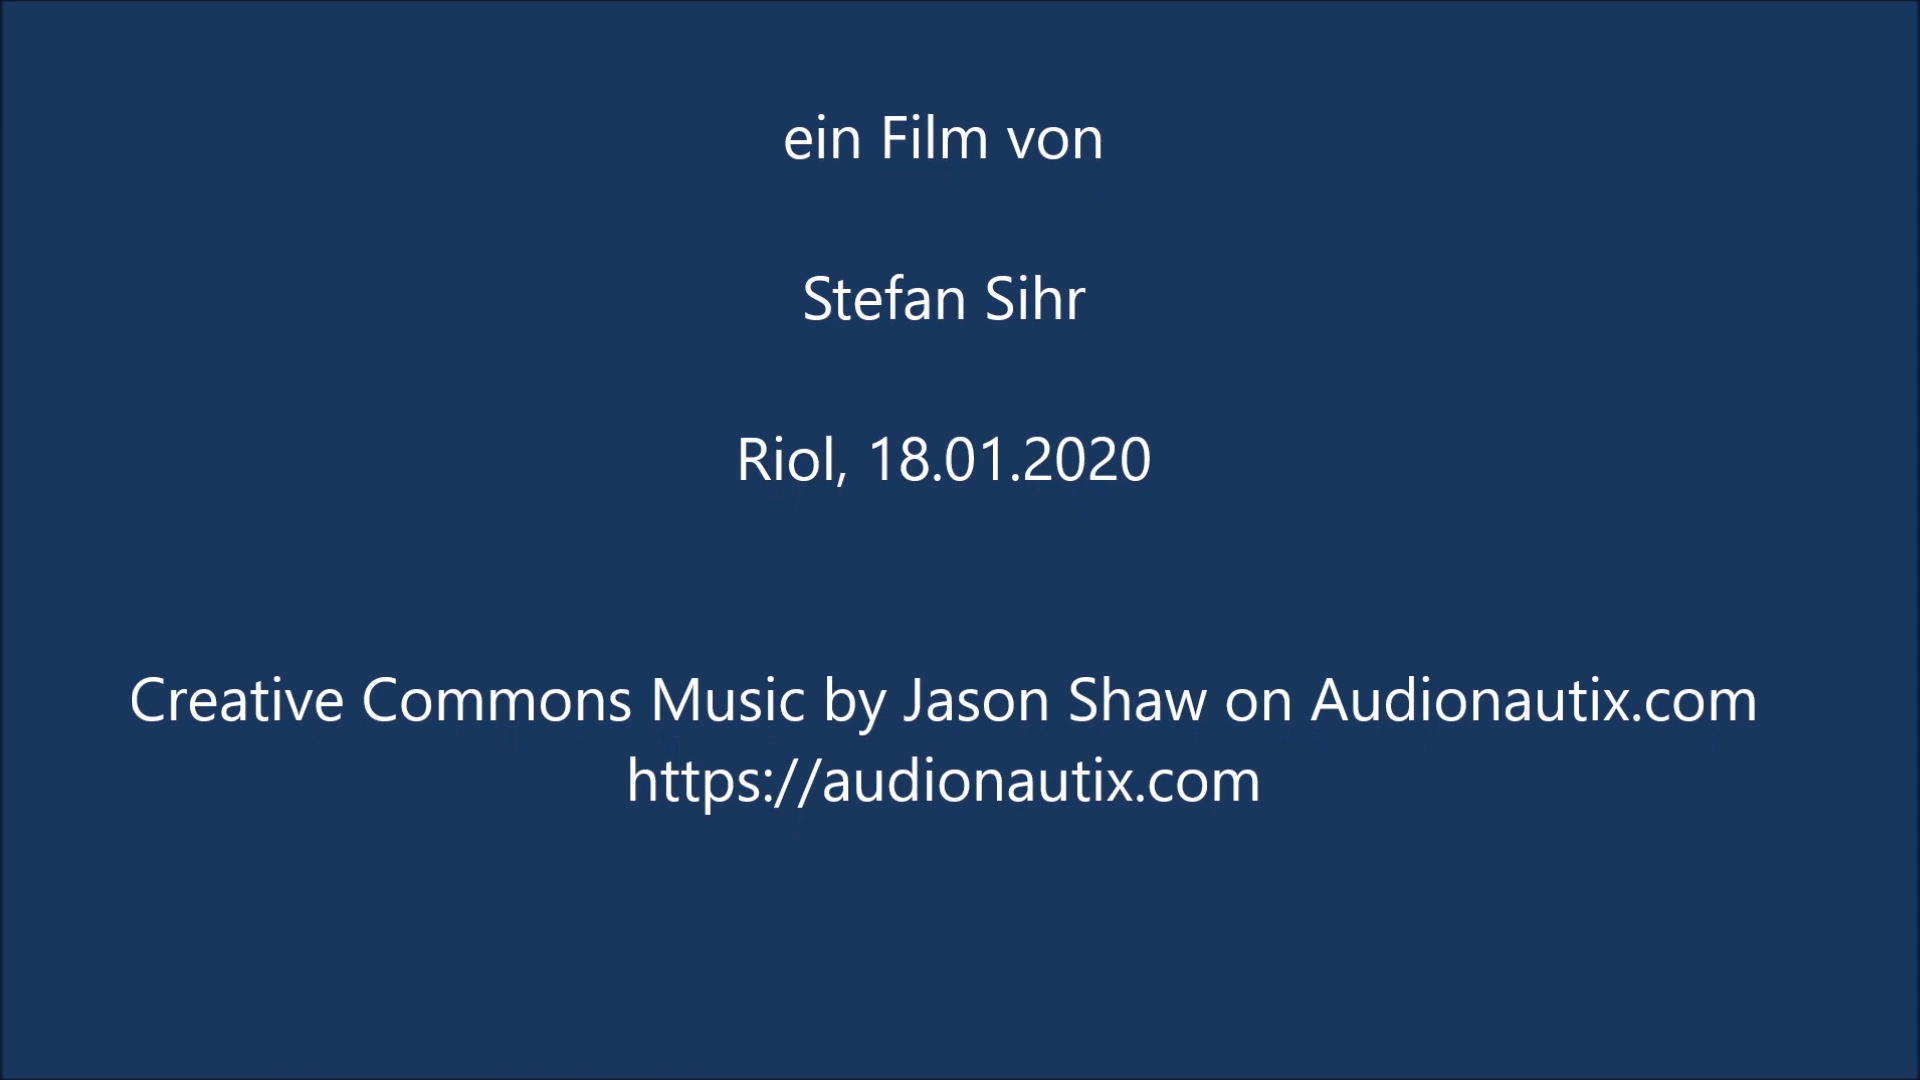 ein Film von
Stefan Sihr
Riol, 18.01.2020
Creative Commons Music by Jason Shaw on Audionautix.com
https://audionautix.com